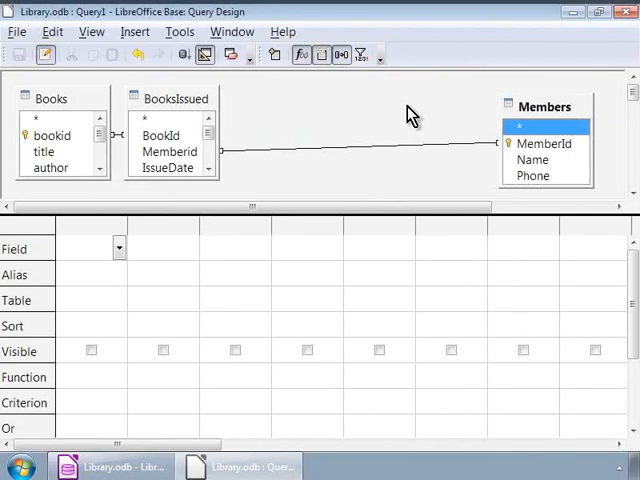 Library.odb : Query1 - LibreOffice Base: Query Design
File Edit View Insert Tools Window Help
Books
*
bookid
title
author
BooksIssued
*
BookId
Memberid
IssueDate
Members
*
MemberId
Name
Phone
Field
Alias
Table
Sort
Visible
Function
Criterion
Or
Library.odb - Libr...
Library.odb : Quer...